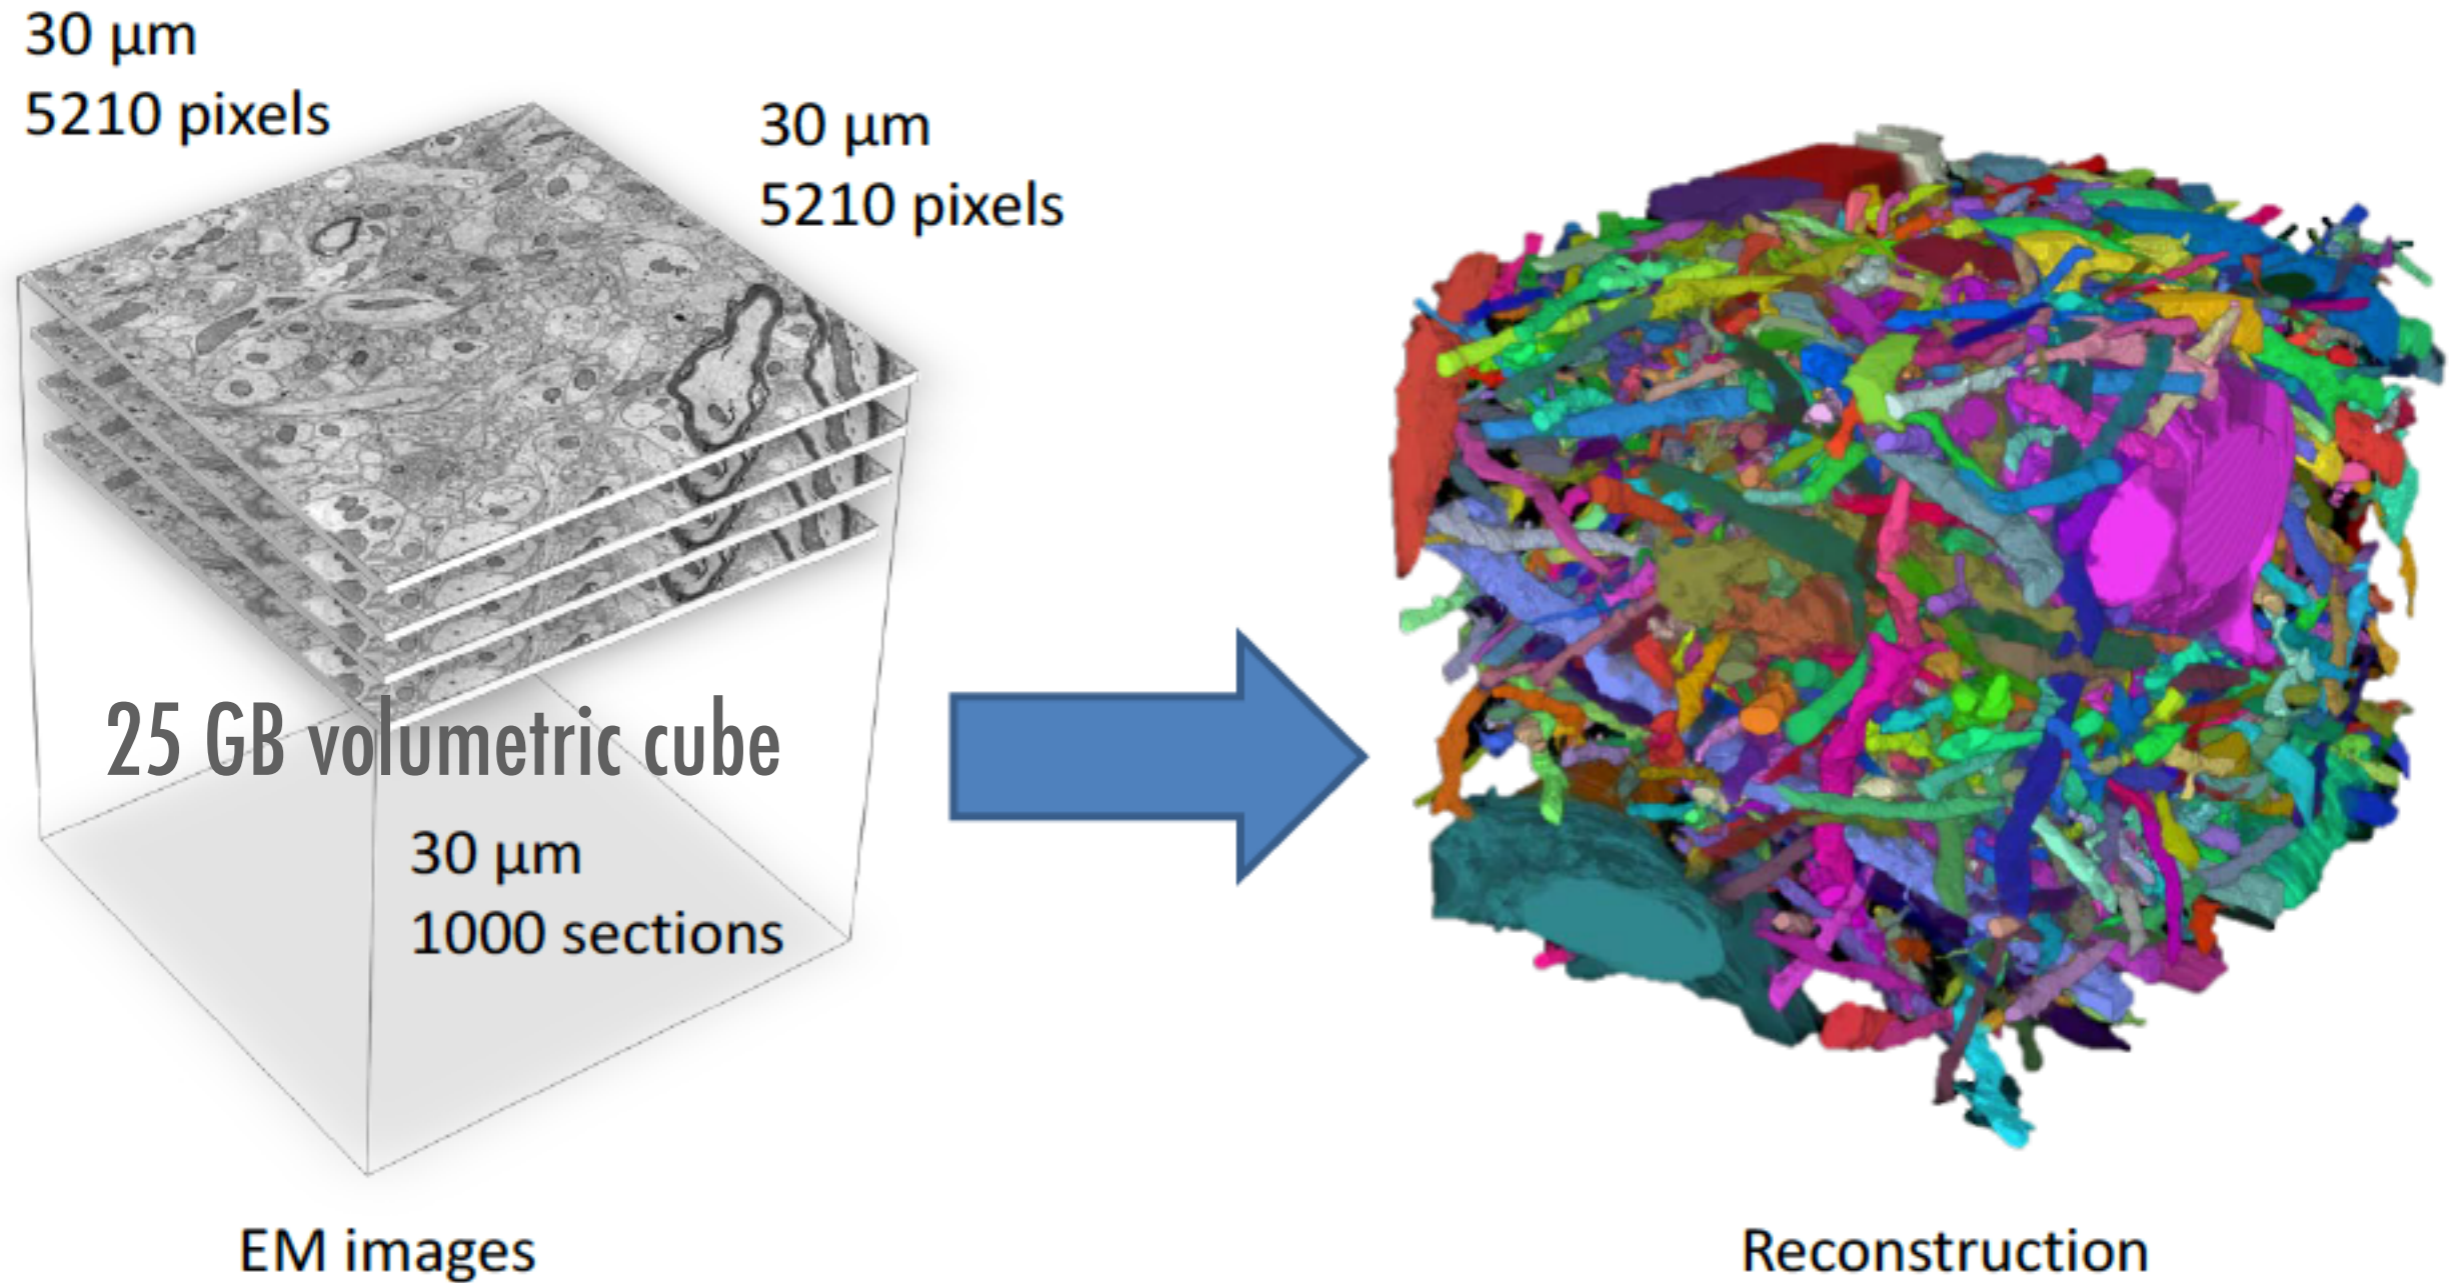 30 µm
5210 pixels
30 µm
5210 pixels
25 GB volumetric cube
30 µm
1000 sections
EM images
Reconstruction